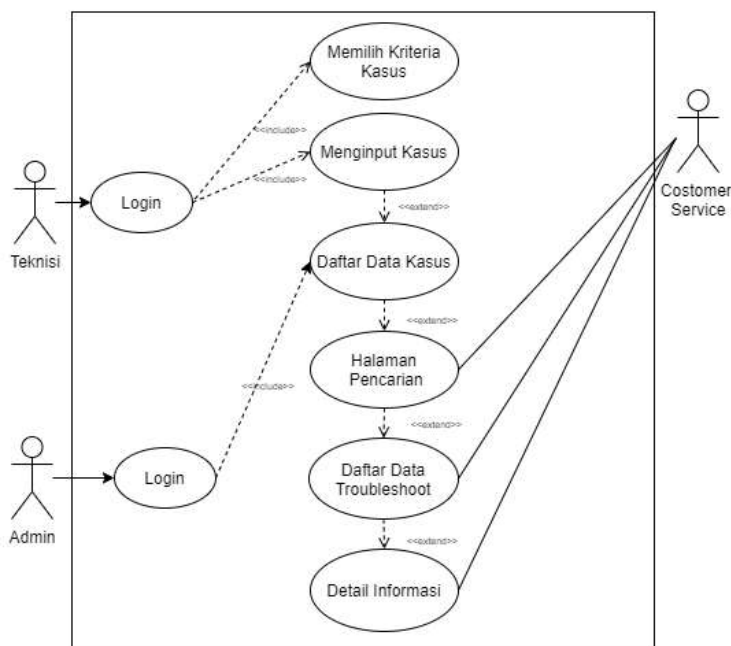 Memilih Kriteria
Kasus
<<include>>
Menginput Kasus
<<include>>
Login
Teknisi
Costomer
Service
<<extend>>
Daftar Data Kasus
<<extend>>
Halaman
Pencarian
<<include>>
<<extend>>
Login
Admin
Daftar Data
Troubleshoot
<<extend>>
Detail Informasi